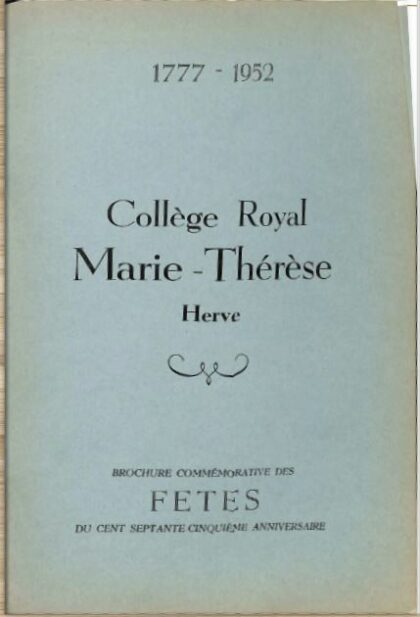 1777 - 1952
Collège Royal
Marie - Thérèse
Herve
BROCHURE COMMÉMORATIVE DES
FETES
DU CENT SEPTANTE-CINQUIÈME ANNIVERSAIRE